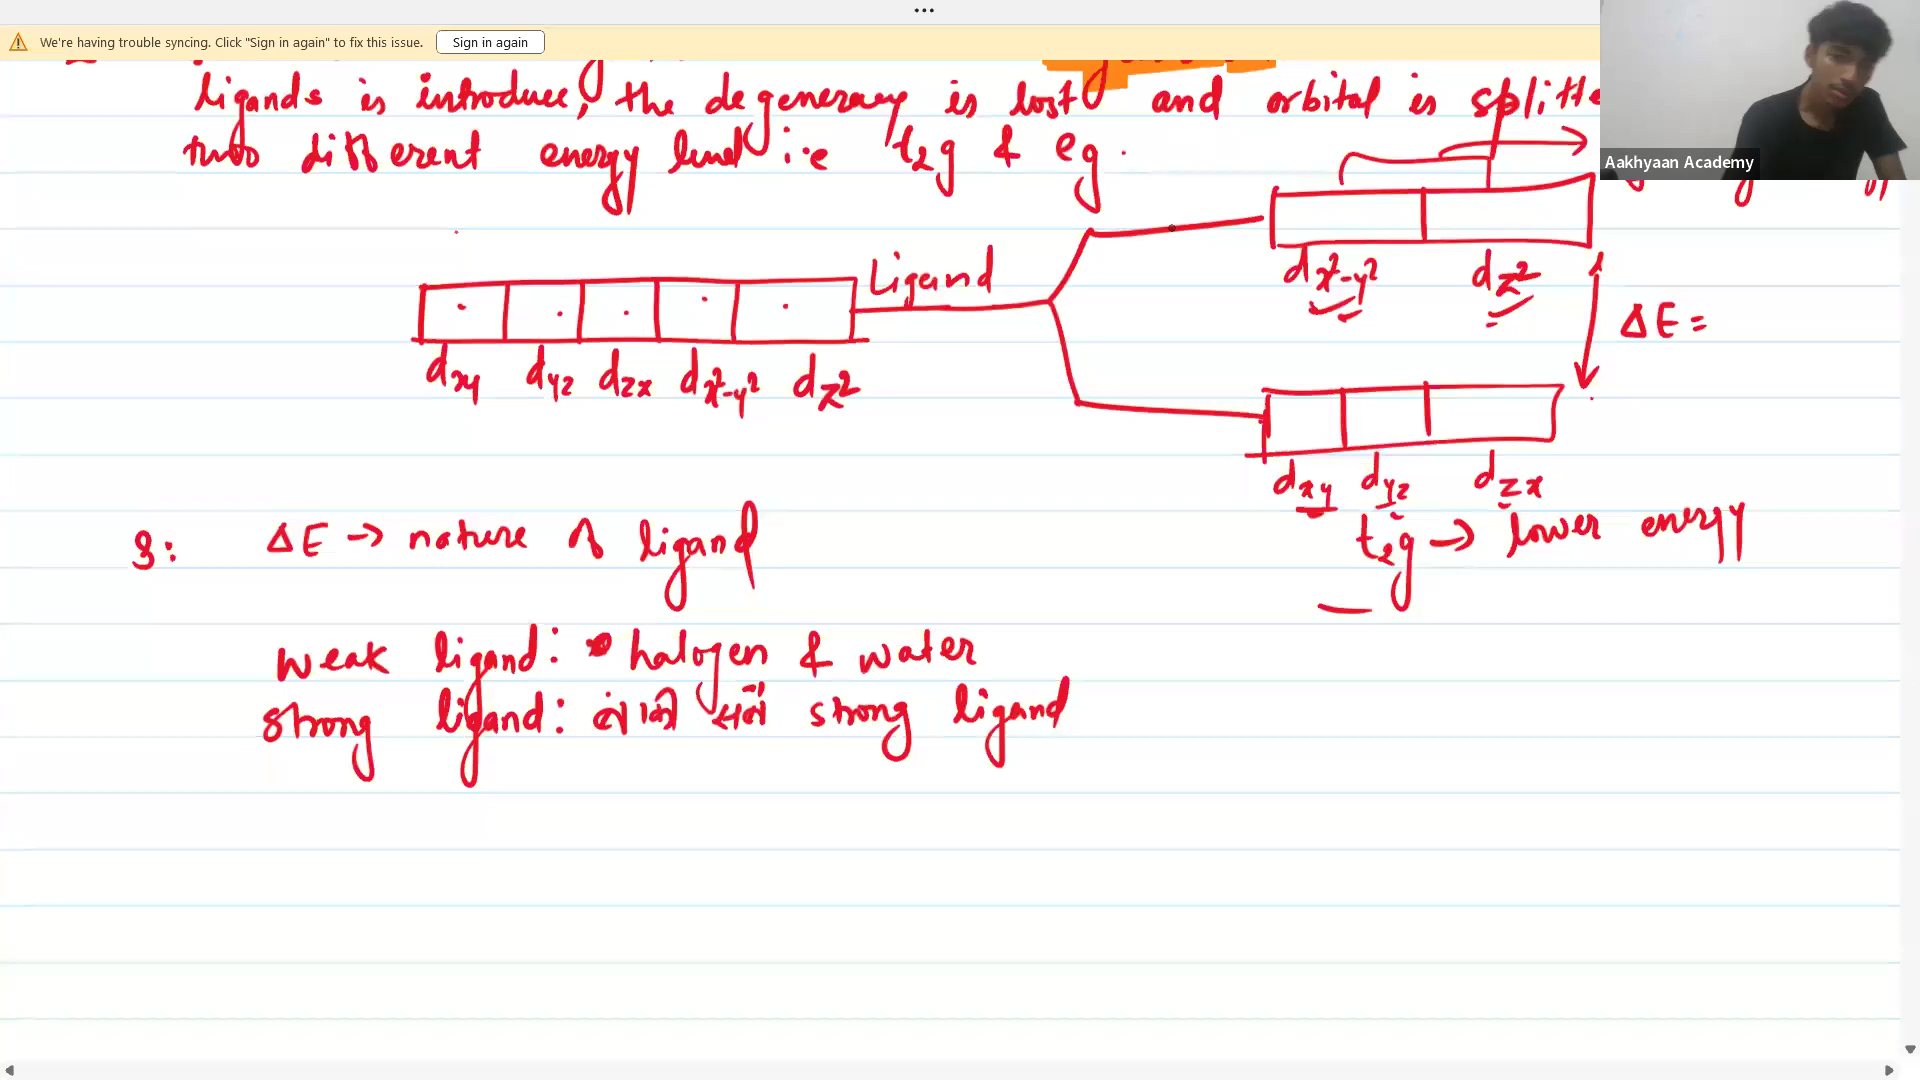 We're having trouble syncing. Click "Sign in again" to fix this issue. Sign in again
Aakhyaan Academy
ligands is introduce, the degeneracy is lost and orbital is splitte
two different energy level i.e t₂g & eg.
Ligand
dx²-y² dz²
ΔE =
dxy dyz dzx dx²-y² dz²
dxy dyz dzx
t₂g → lower energy
3: ΔE → nature of ligand
weak ligand: halogen & water
strong ligand: बाकी सभी strong ligand